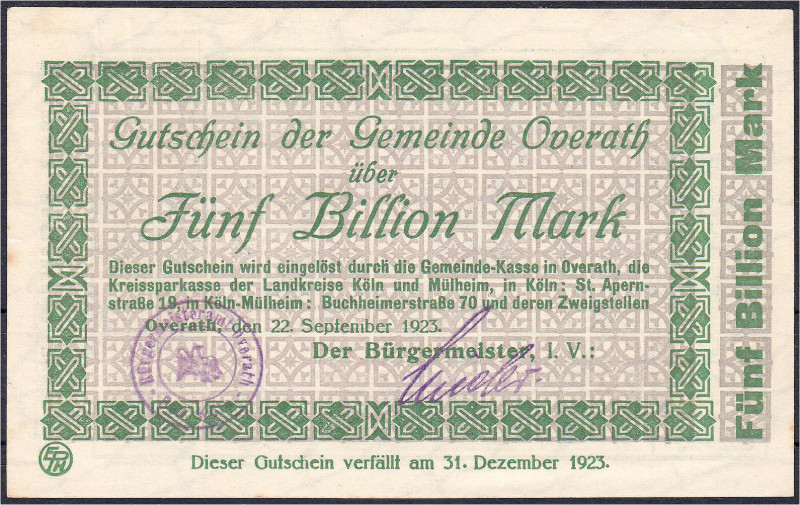 Gutschein der Gemeinde Overath
über
Fünf Billion Mark
Dieser Gutschein wird eingelöst durch die Gemeinde-Kasse in Overath, die
Kreissparkasse der Landkreise Köln und Mülheim, in Köln: St. Apern-
straße 19, in Köln-Mülheim: Buchheimerstraße 70 und deren Zweigstellen
Overath, den 22. September 1923.
Der Bürgermeister, I. V.:
Bürgermeisteramt Overath
Dieser Gutschein verfällt am 31. Dezember 1923.
Fünf Billion Mark